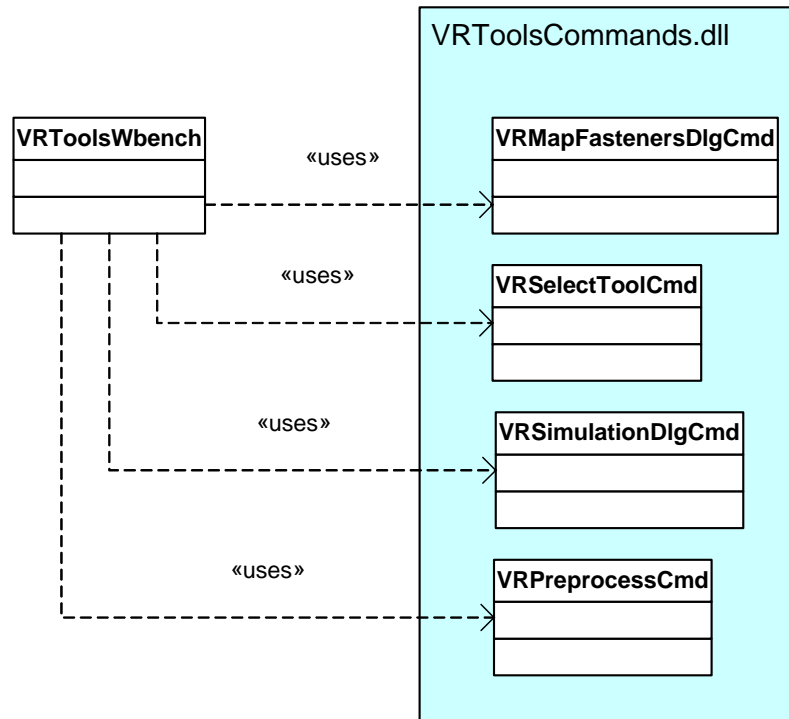 VRToolsCommands.dll
VRToolsWbench
«uses»
VRMapFastenersDlgCmd
«uses»
VRSelectToolCmd
«uses»
VRSimulationDlgCmd
«uses»
VRPreprocessCmd